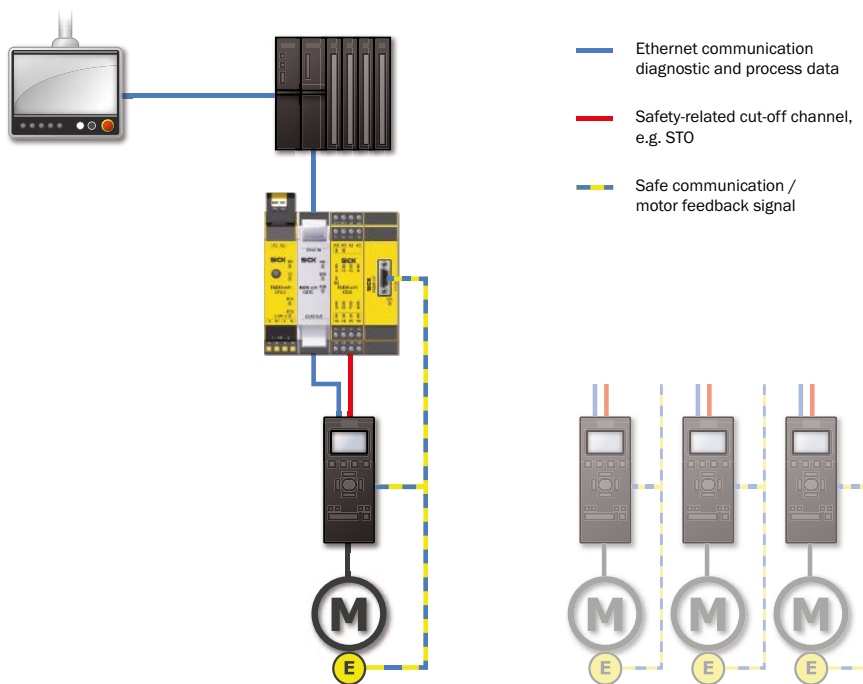 Ethernet communication
diagnostic and process data
Safety-related cut-off channel,
e.g. STO
Safe communication /
motor feedback signal
SICK
SICK
SICK
SICK
M
E
M
M
M
E
E
E